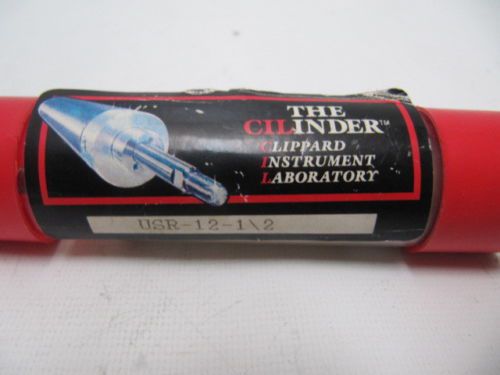 THE
CILINDER™
CLIPPARD
INSTRUMENT
LABORATORY
USR-12-1\2